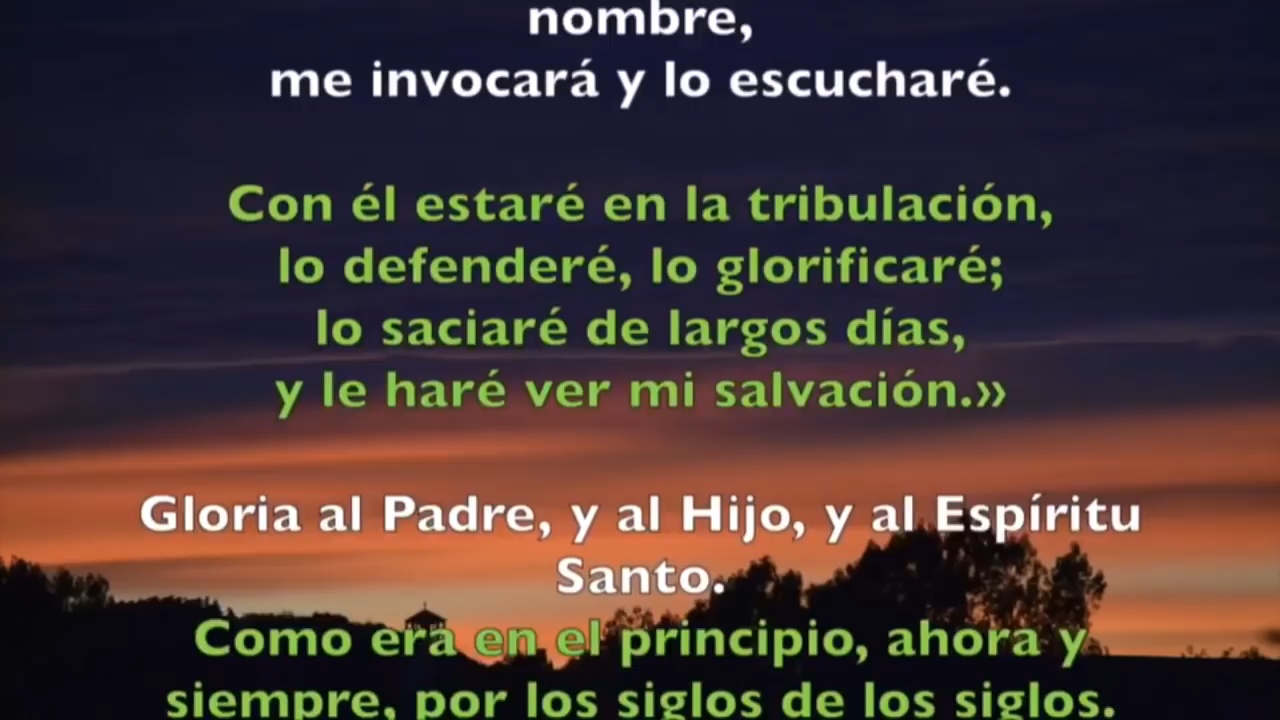 nombre,
me invocará y lo escucharé.
Con él estaré en la tribulación,
lo defenderé, lo glorificaré;
lo saciaré de largos días,
y le haré ver mi salvación.»
Gloria al Padre, y al Hijo, y al Espíritu
Santo.
Como era en el principio, ahora y
siempre, por los siglos de los siglos.